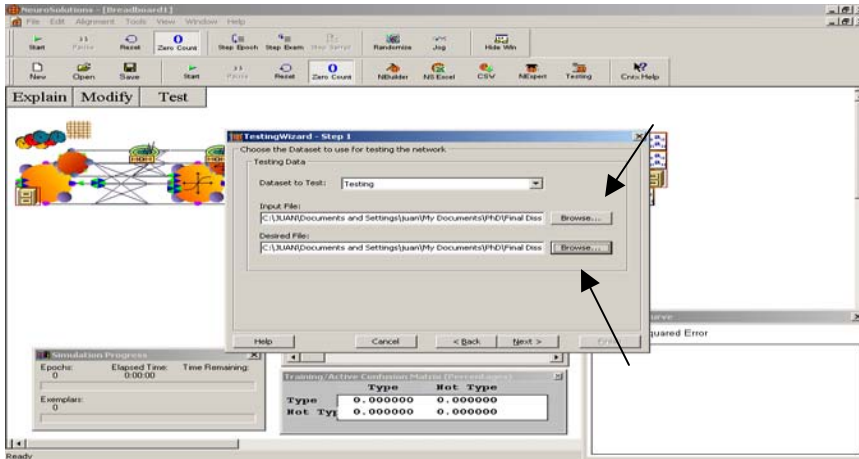 NeuroSolutions - [Breadboard1]
File Edit Alignment Tools View Window Help
Start Pause Reset Zero Count Step Epoch Step Exam Randomize Jog Hide Win
New Open Save Start Pause Reset Zero Count NBuilder NS Excel CSV NExpert Testing Cntx Help
Explain Modify Test
TestingWizard - Step 1
Choose the Dataset to use for testing the network
Testing Data
Dataset to Test: Testing
Input File:
C:\JUAN\Documents and Settings\juan\My Documents\PhD\Final Diss Browse...
Desired File:
C:\JUAN\Documents and Settings\juan\My Documents\PhD\Final Diss Browse...
Help Cancel < Back Next >
quared Error
Simulation Progress
Epochs: Elapsed Time: Time Remaining:
0 0:00:00
Exemplars:
0
Training/Active Confusion Matrix (Percentages)
Type Not Type
Type 0.000000 0.000000
Not Typ 0.000000 0.000000
Ready